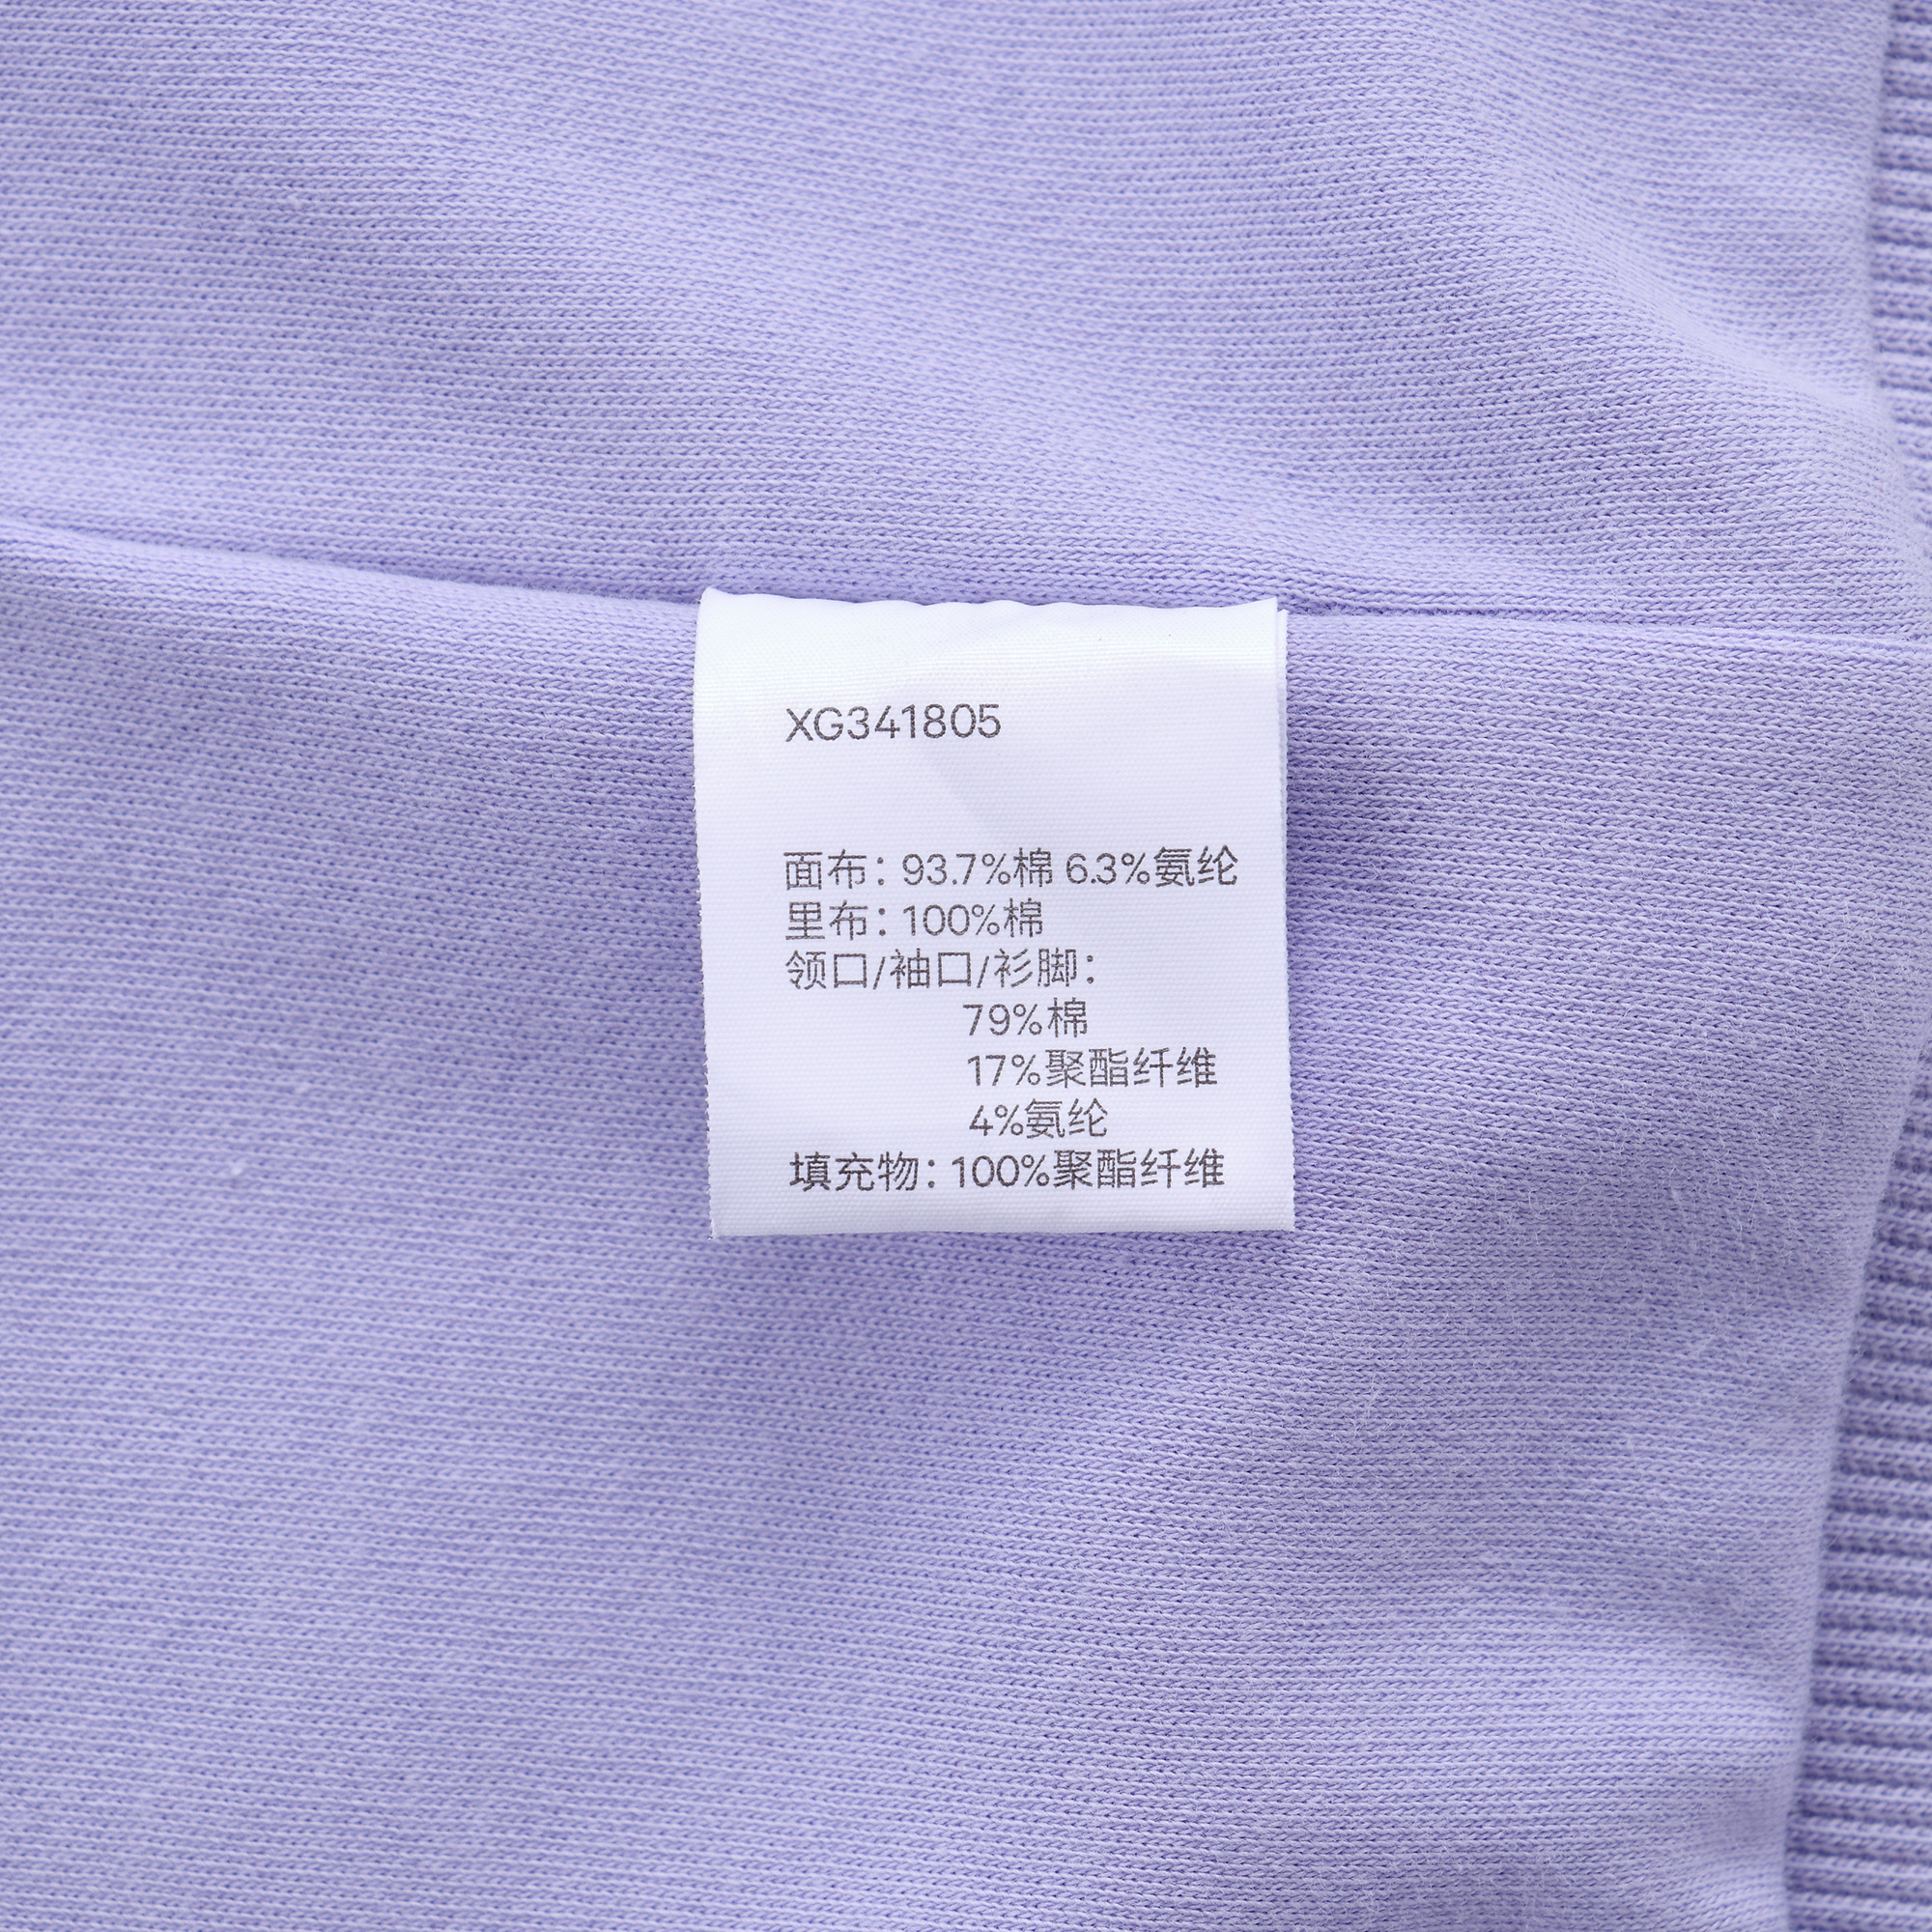 XG341805
面布：93.7%棉 6.3%氨纶
里布：100%棉
领口/袖口/衫脚：
79%棉
17%聚酯纤维
4%氨纶
填充物：100%聚酯纤维